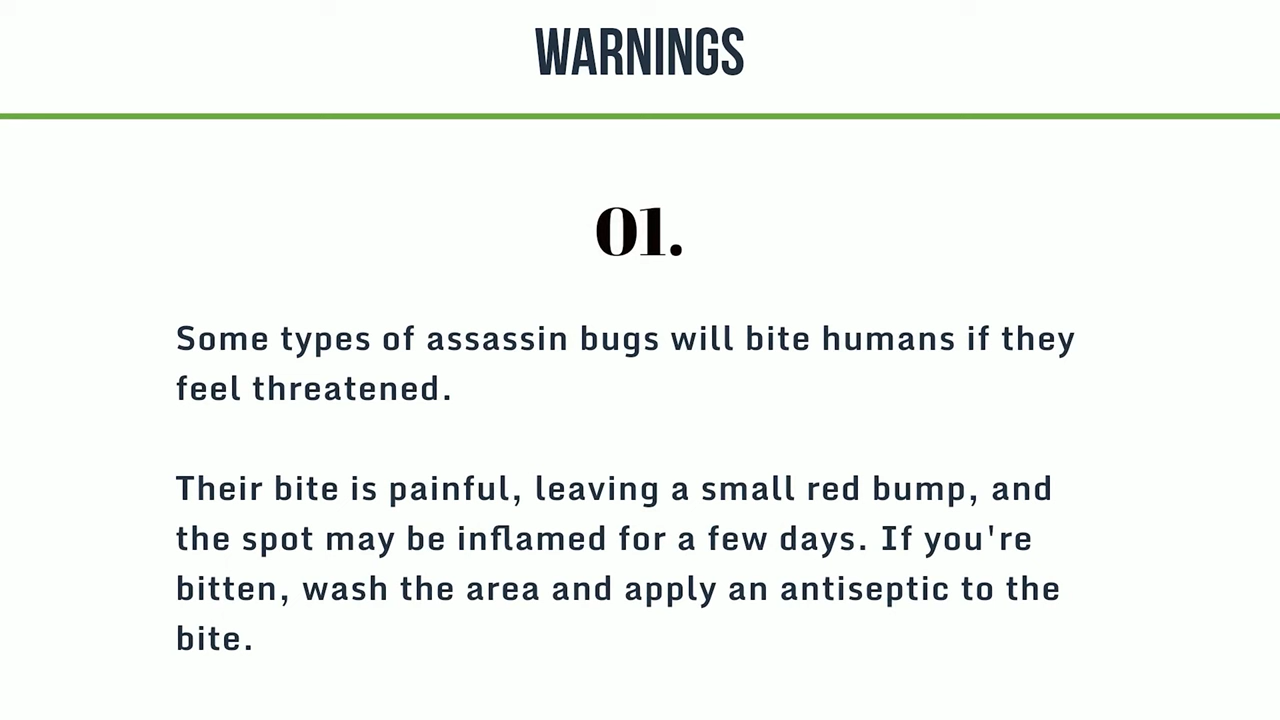 WARNINGS
01.
Some types of assassin bugs will bite humans if they
feel threatened.
Their bite is painful, leaving a small red bump, and
the spot may be inflamed for a few days. If you're
bitten, wash the area and apply an antiseptic to the
bite.